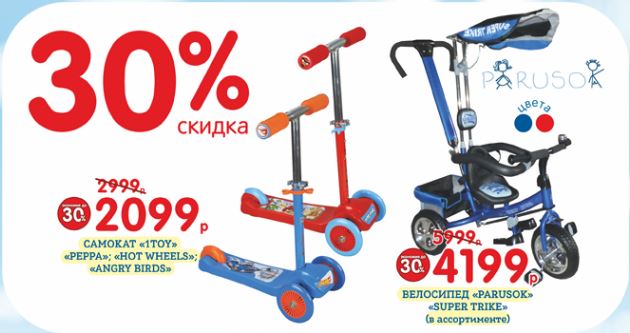 30%
скидка
PARUSOK
цвета
SUPER TRIKE
2999р
30%
2099р
САМОКАТ «1TOY»
«PEPPA»; «HOT WHEELS»;
«ANGRY BIRDS»
5999р
30%
4199р
ВЕЛОСИПЕД «PARUSOK»
«SUPER TRIKE»
(в ассортименте)